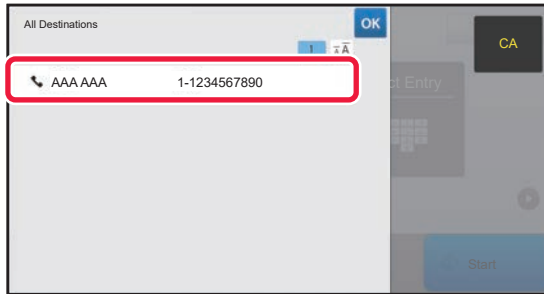 All Destinations
OK
CA
1
AAA AAA 1-1234567890
ct Entry
Start